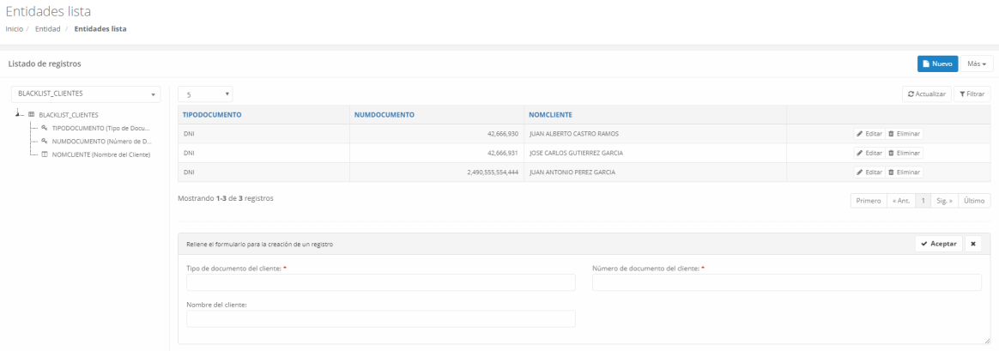 Entidades lista
Inicio / Entidad / Entidades lista
Listado de registros
Nuevo Más
BLACKLIST_CLIENTES
5
Actualizar Filtrar
BLACKLIST_CLIENTES
TIPODOCUMENTO (Tipo de Docu...
NUMDOCUMENTO (Número de D...
NOMCLIENTE (Nombre del Cliente)
TIPODOCUMENTO NUMDOCUMENTO NOMCLIENTE
DNI 42,666,930 JUAN ALBERTO CASTRO RAMOS Editar Eliminar
DNI 42,666,931 JOSE CARLOS GUTIERREZ GARCIA Editar Eliminar
DNI 2,490,555,554,444 JUAN ANTONIO PEREZ GARCIA Editar Eliminar
Mostrando 1-3 de 3 registros
Primero « Ant. 1 Sig. » Último
Rellene el formulario para la creación de un registro
Aceptar
Tipo de documento del cliente: *
Número de documento del cliente: *
Nombre del cliente: